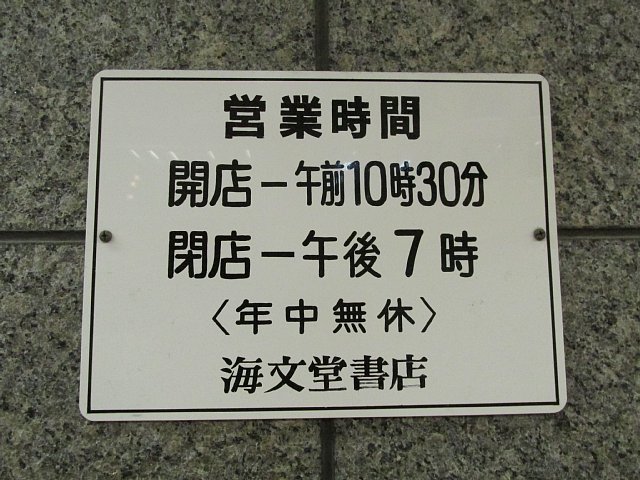 営業時間
開店ー午前10時30分
閉店ー午後7時
〈年中無休〉
海文堂書店